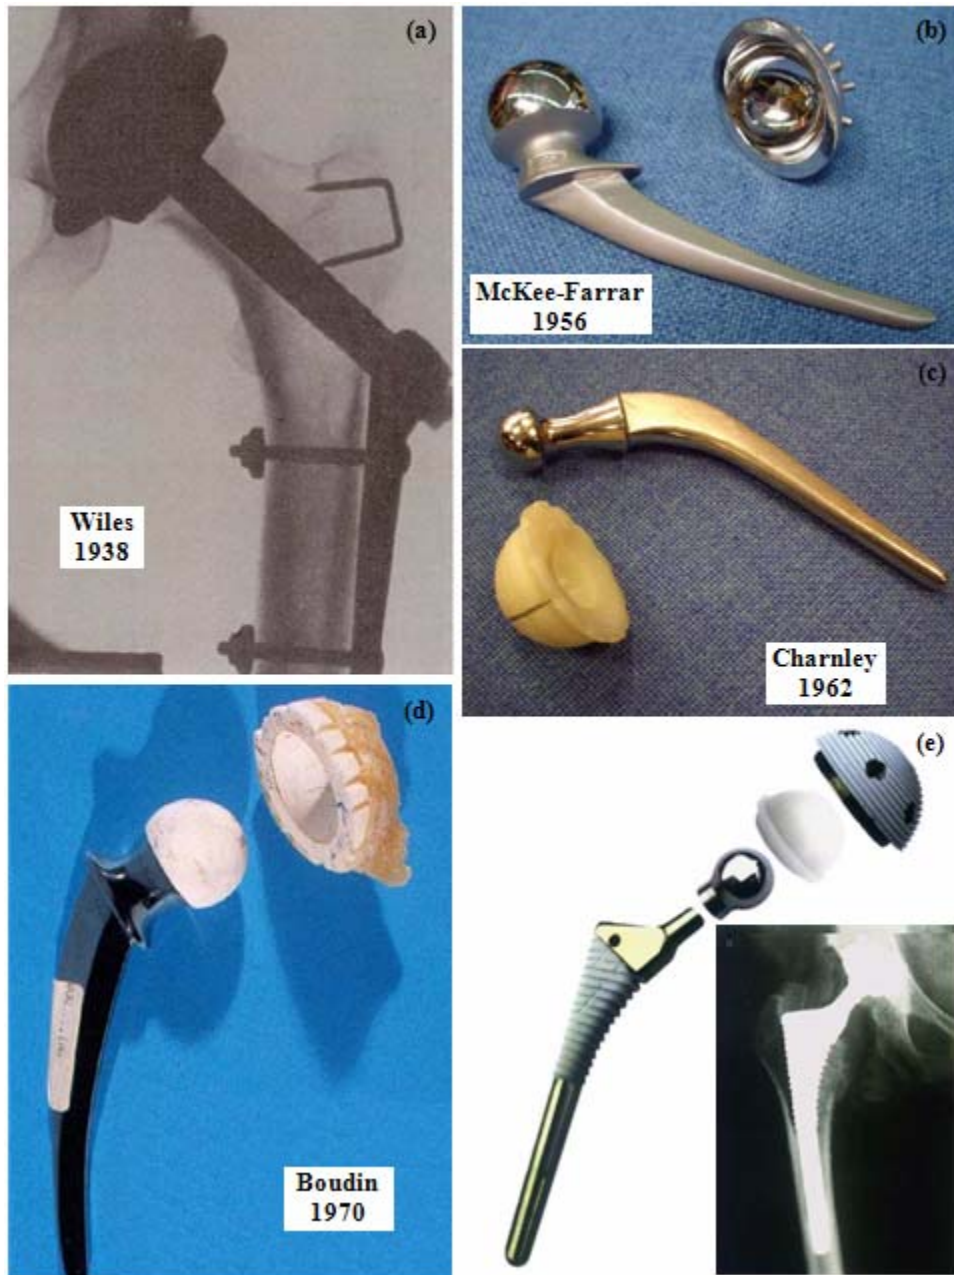 (a)
Wiles
1938
(b)
McKee-Farrar
1956
(c)
Charnley
1962
(d)
Boudin
1970
(e)